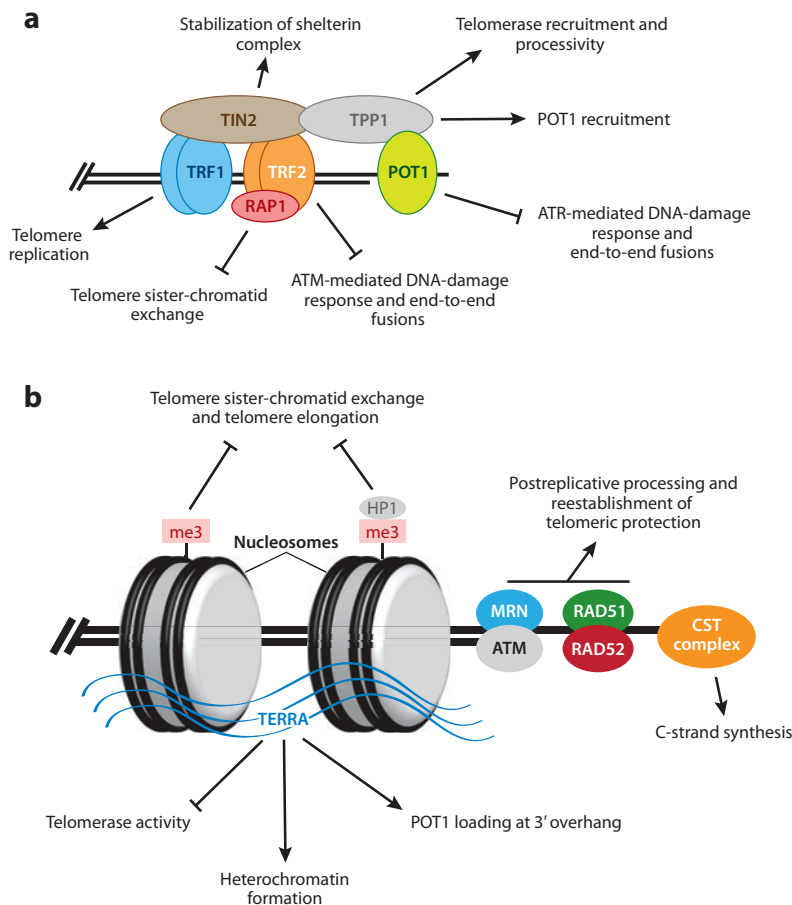 a
Stabilization of shelterin
complex
Telomerase recruitment and
processivity
TIN2
TPP1
POT1 recruitment
TRF1
TRF2
POT1
RAP1
Telomere
replication
Telomere sister-chromatid
exchange
ATM-mediated DNA-damage
response and end-to-end
fusions
ATR-mediated DNA-damage
response and
end-to-end fusions
b
Telomere sister-chromatid exchange
and telomere elongation
Postreplicative processing and
reestablishment of
telomeric protection
HP1
me3
me3
Nucleosomes
MRN
RAD51
CST
complex
ATM
RAD52
TERRA
C-strand synthesis
Telomerase activity
POT1 loading at 3′ overhang
Heterochromatin
formation